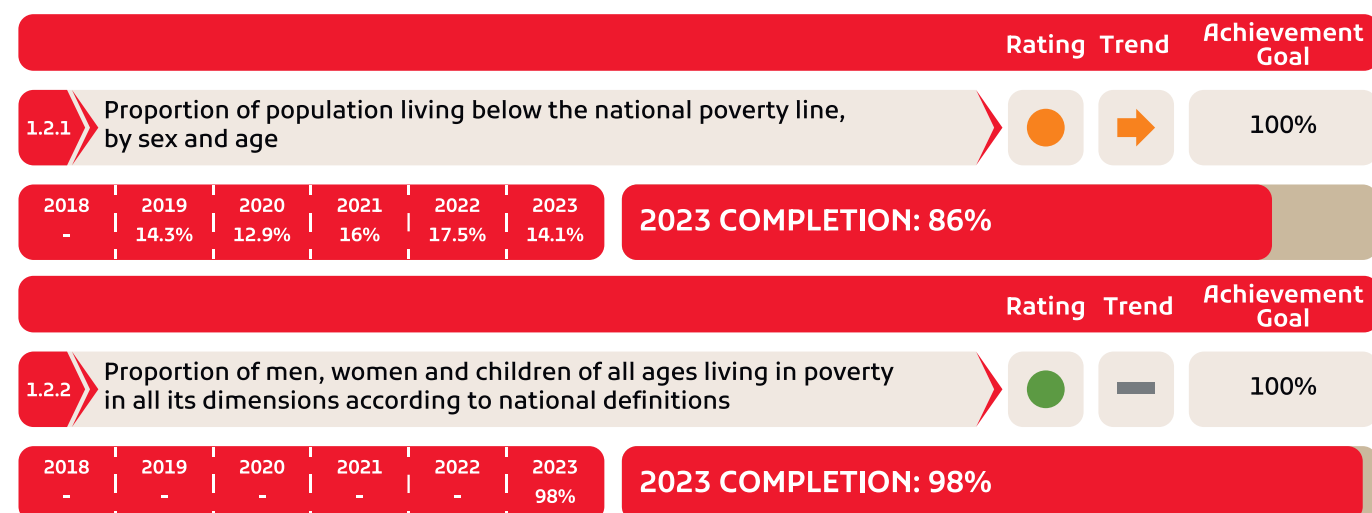 Rating Trend Achievement Goal
1.2.1 Proportion of population living below the national poverty line,
by sex and age
100%
2018 2019 2020 2021 2022 2023
- 14.3% 12.9% 16% 17.5% 14.1%
2023 COMPLETION: 86%
Rating Trend Achievement Goal
1.2.2 Proportion of men, women and children of all ages living in poverty
in all its dimensions according to national definitions
100%
2018 2019 2020 2021 2022 2023
- - - - - 98%
2023 COMPLETION: 98%